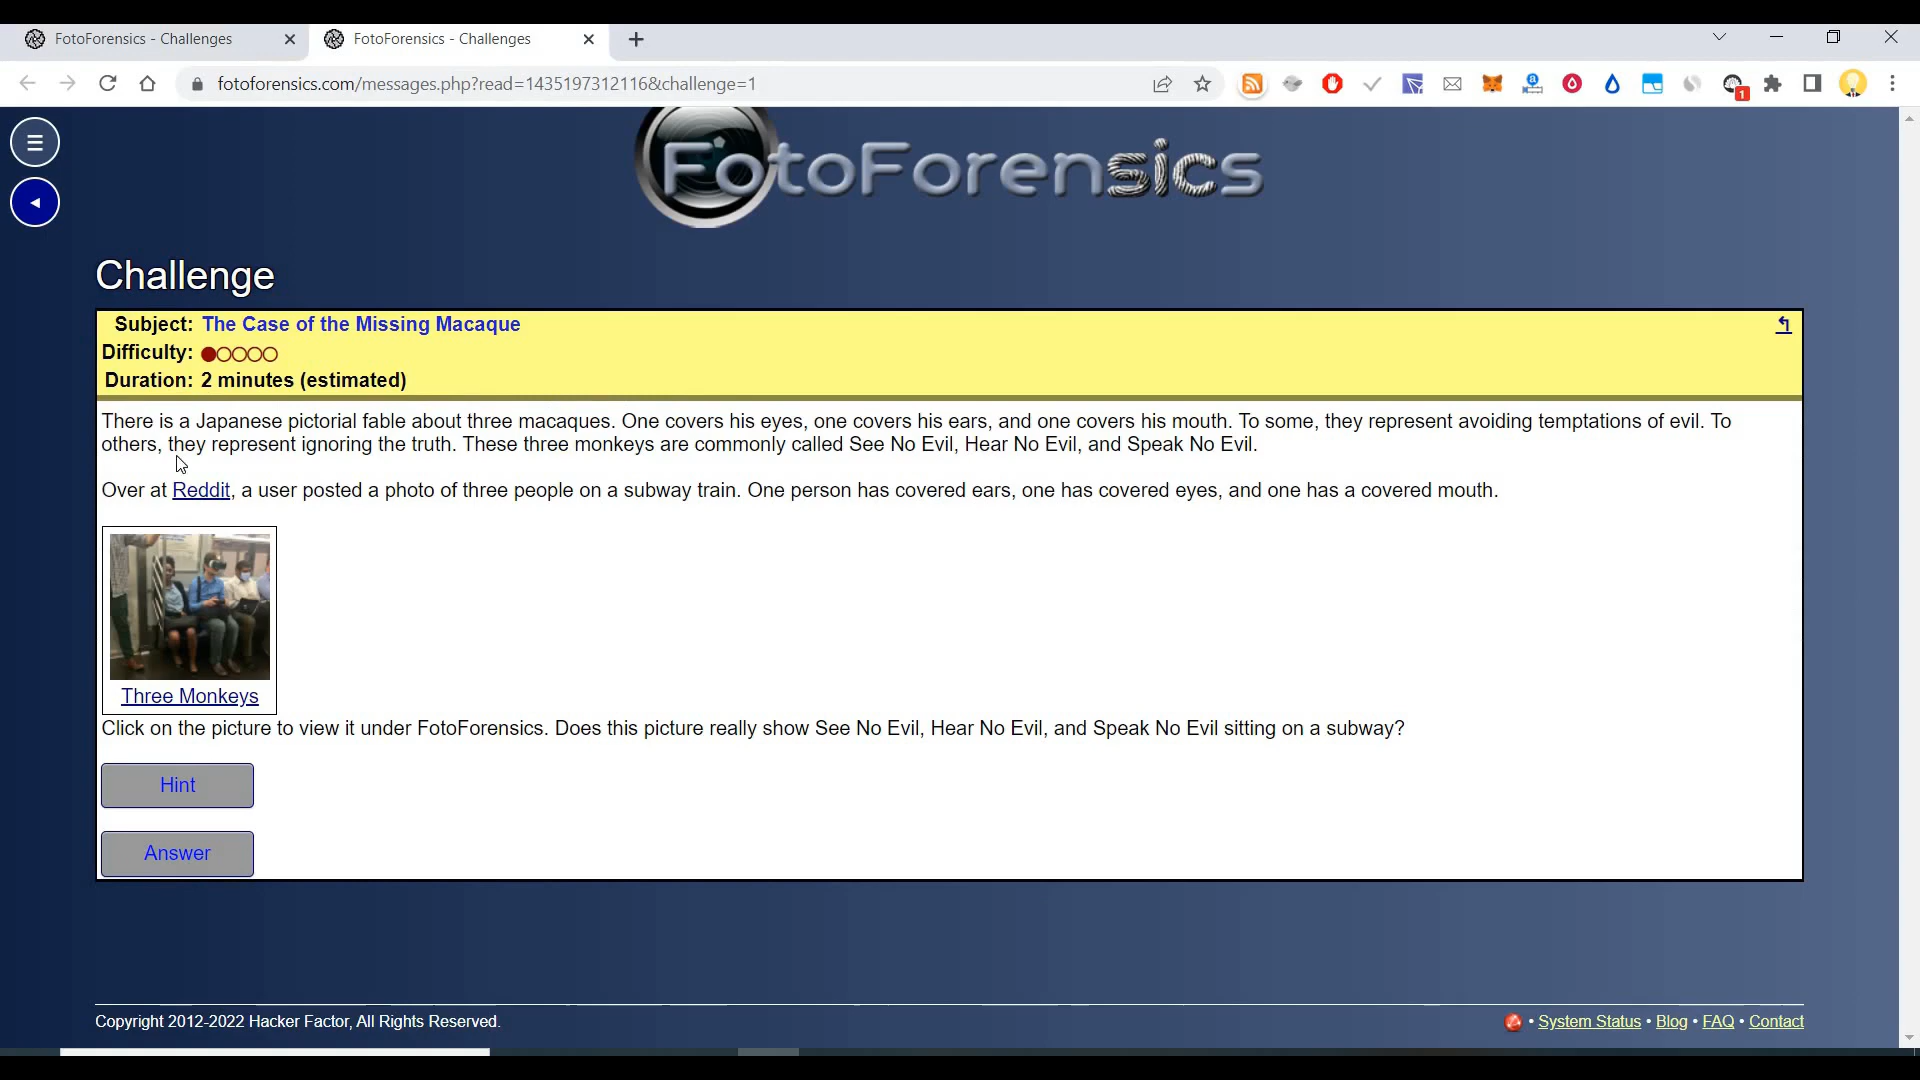 FotoForensics - Challenges
FotoForensics - Challenges
fotoforensics.com/messages.php?read=1435197312116&challenge=1
1
FotoForensics
Challenge
Subject: The Case of the Missing Macaque
Difficulty:
Duration: 2 minutes (estimated)
There is a Japanese pictorial fable about three macaques. One covers his eyes, one covers his ears, and one covers his mouth. To some, they represent avoiding temptations of evil. To
others, they represent ignoring the truth. These three monkeys are commonly called See No Evil, Hear No Evil, and Speak No Evil.
Over at Reddit, a user posted a photo of three people on a subway train. One person has covered ears, one has covered eyes, and one has a covered mouth.
Three Monkeys
Click on the picture to view it under FotoForensics. Does this picture really show See No Evil, Hear No Evil, and Speak No Evil sitting on a subway?
Hint
Answer
Copyright 2012-2022 Hacker Factor, All Rights Reserved.
• System Status • Blog • FAQ • Contact